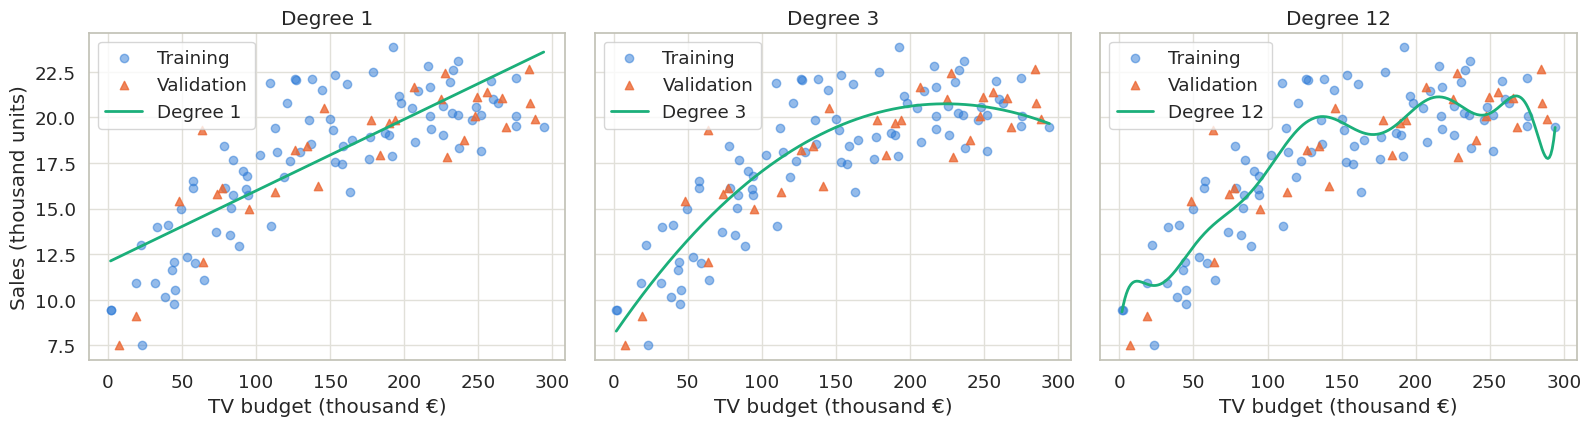 Degree 1
Training
Validation
Degree 1
Sales (thousand units)
22.5
20.0
17.5
15.0
12.5
10.0
7.5
0 50 100 150 200 250 300
TV budget (thousand €)
Degree 3
Training
Validation
Degree 3
0 50 100 150 200 250 300
TV budget (thousand €)
Degree 12
Training
Validation
Degree 12
0 50 100 150 200 250 300
TV budget (thousand €)